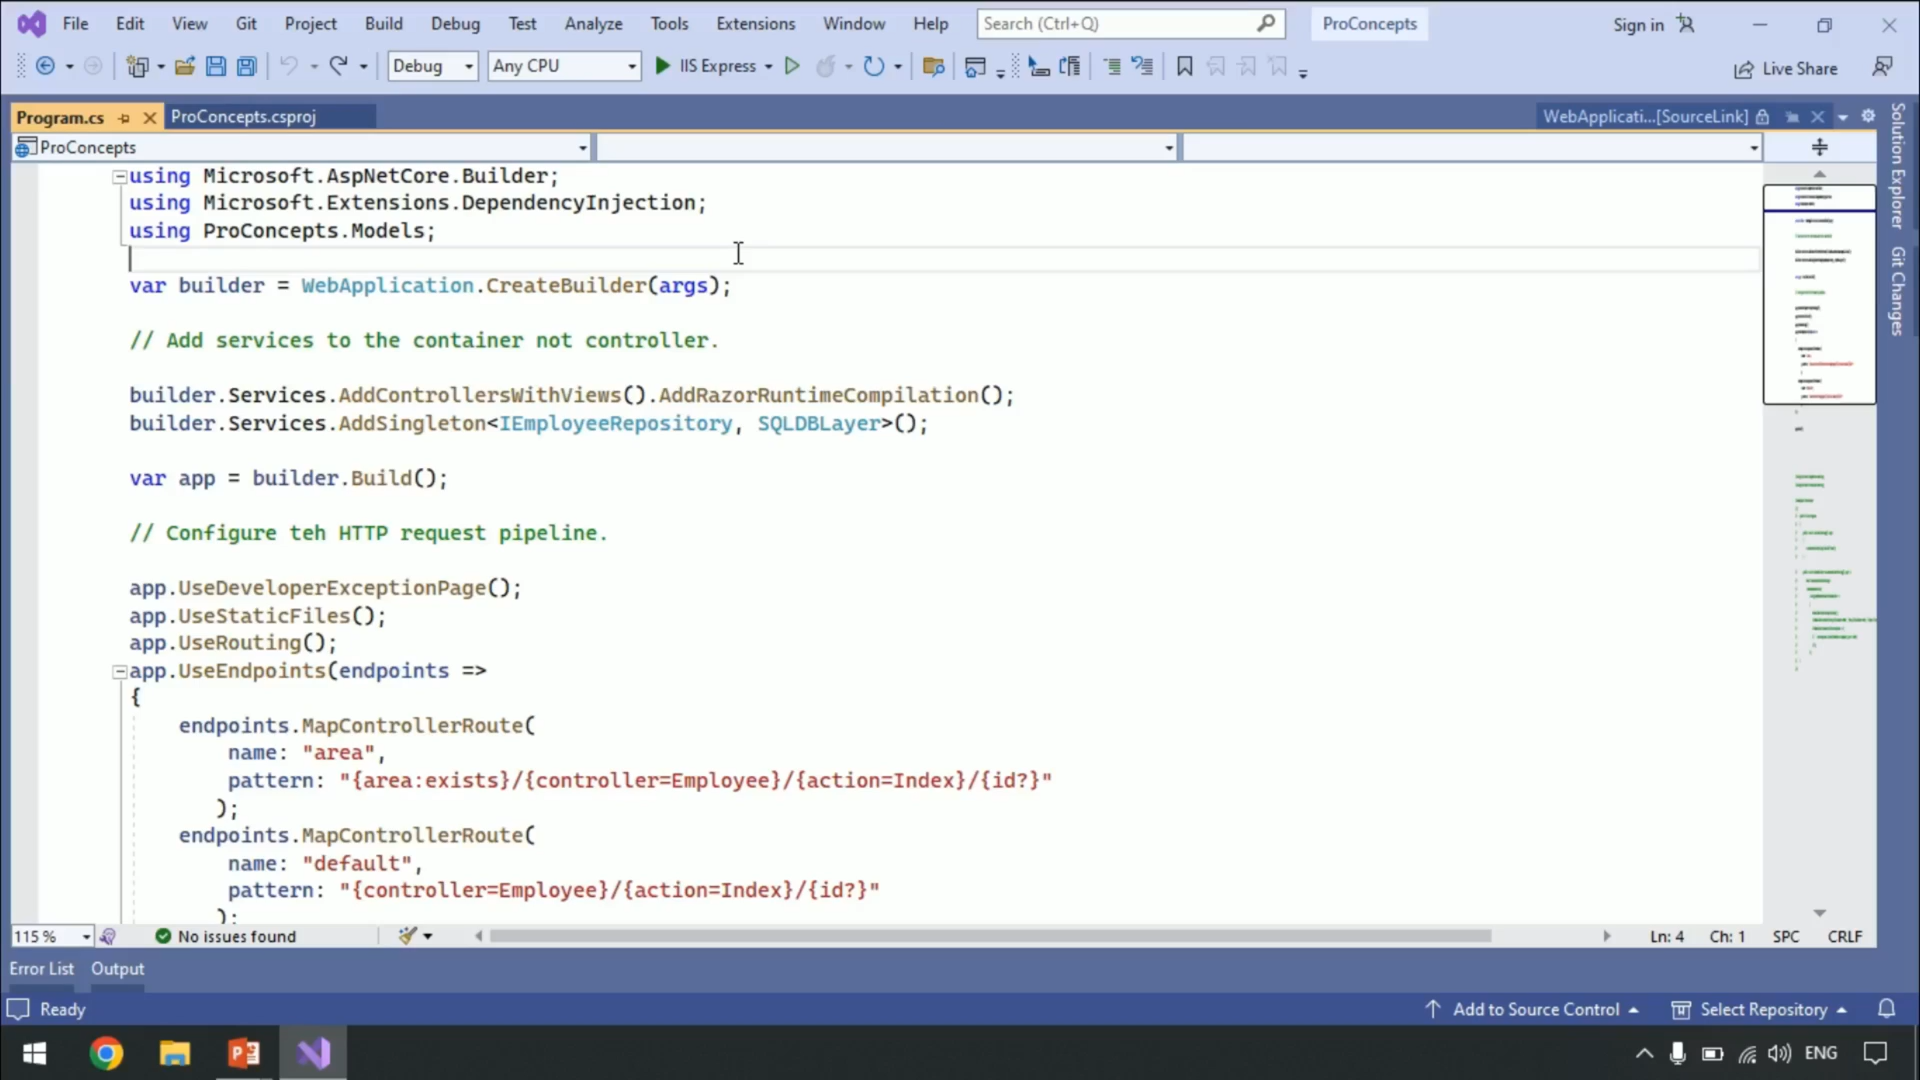 File Edit View Git Project Build Debug Test Analyze Tools Extensions Window Help Search (Ctrl+Q) ProConcepts Sign in
Debug Any CPU IIS Express Live Share
Program.cs ProConcepts.csproj WebApplicati...[SourceLink]
ProConcepts
using Microsoft.AspNetCore.Builder;
using Microsoft.Extensions.DependencyInjection;
using ProConcepts.Models;
var builder = WebApplication.CreateBuilder(args);
// Add services to the container not controller.
builder.Services.AddControllersWithViews().AddRazorRuntimeCompilation();
builder.Services.AddSingleton<IEmployeeRepository, SQLDBLayer>();
var app = builder.Build();
// Configure teh HTTP request pipeline.
app.UseDeveloperExceptionPage();
app.UseStaticFiles();
app.UseRouting();
app.UseEndpoints(endpoints =>
{
endpoints.MapControllerRoute(
name: "area",
pattern: "{area:exists}/{controller=Employee}/{action=Index}/{id?}"
);
endpoints.MapControllerRoute(
name: "default",
pattern: "{controller=Employee}/{action=Index}/{id?}"
);
Solution Explorer
Git Changes
115 % No issues found Ln: 4 Ch: 1 SPC CRLF
Error List Output
Ready Add to Source Control Select Repository
ENG